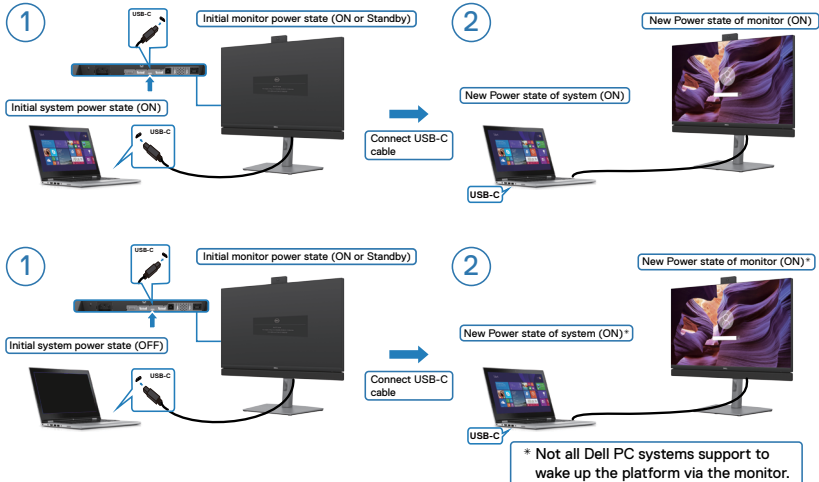 1
USB-C
Initial monitor power state (ON or Standby)
Initial system power state (ON)
USB-C
Connect USB-C
cable
2
New Power state of monitor (ON)
New Power state of system (ON)
USB-C
1
USB-C
Initial monitor power state (ON or Standby)
Initial system power state (OFF)
USB-C
Connect USB-C
cable
2
New Power state of monitor (ON)*
New Power state of system (ON)*
USB-C
* Not all Dell PC systems support to
wake up the platform via the monitor.